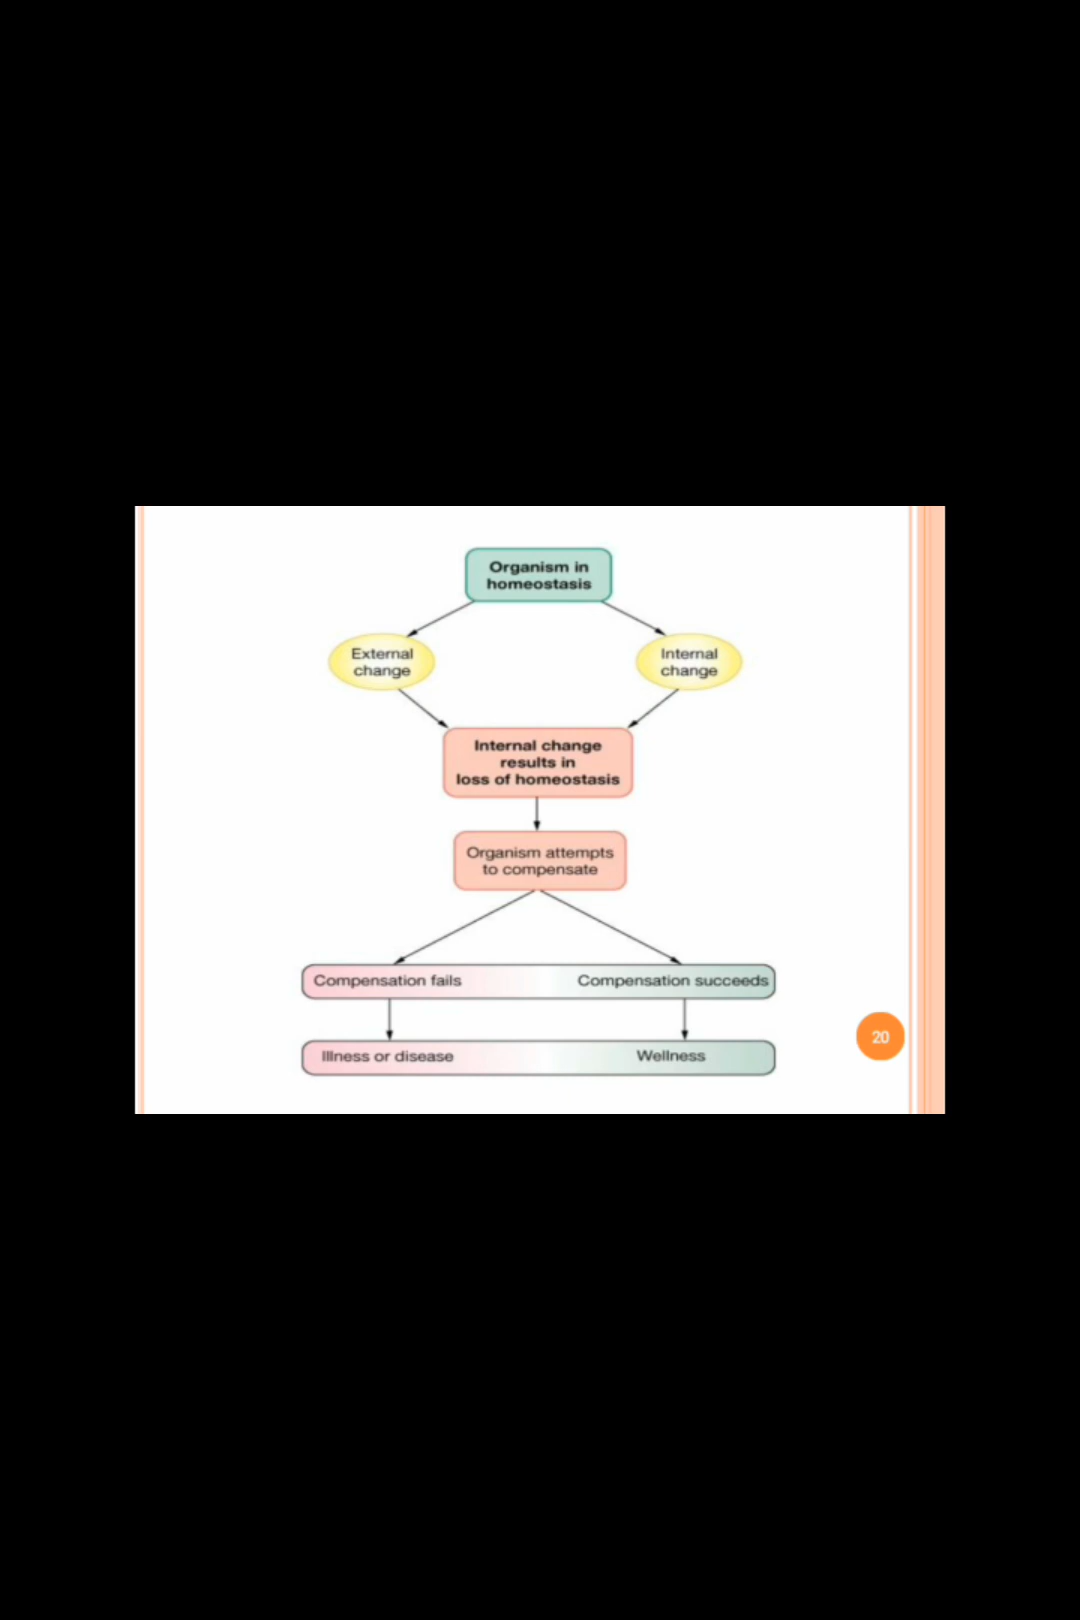 Organism in
homeostasis
External
change
Internal
change
Internal change
results in
loss of homeostasis
Organism attempts
to compensate
Compensation fails
Compensation succeeds
Illness or disease
Wellness
20